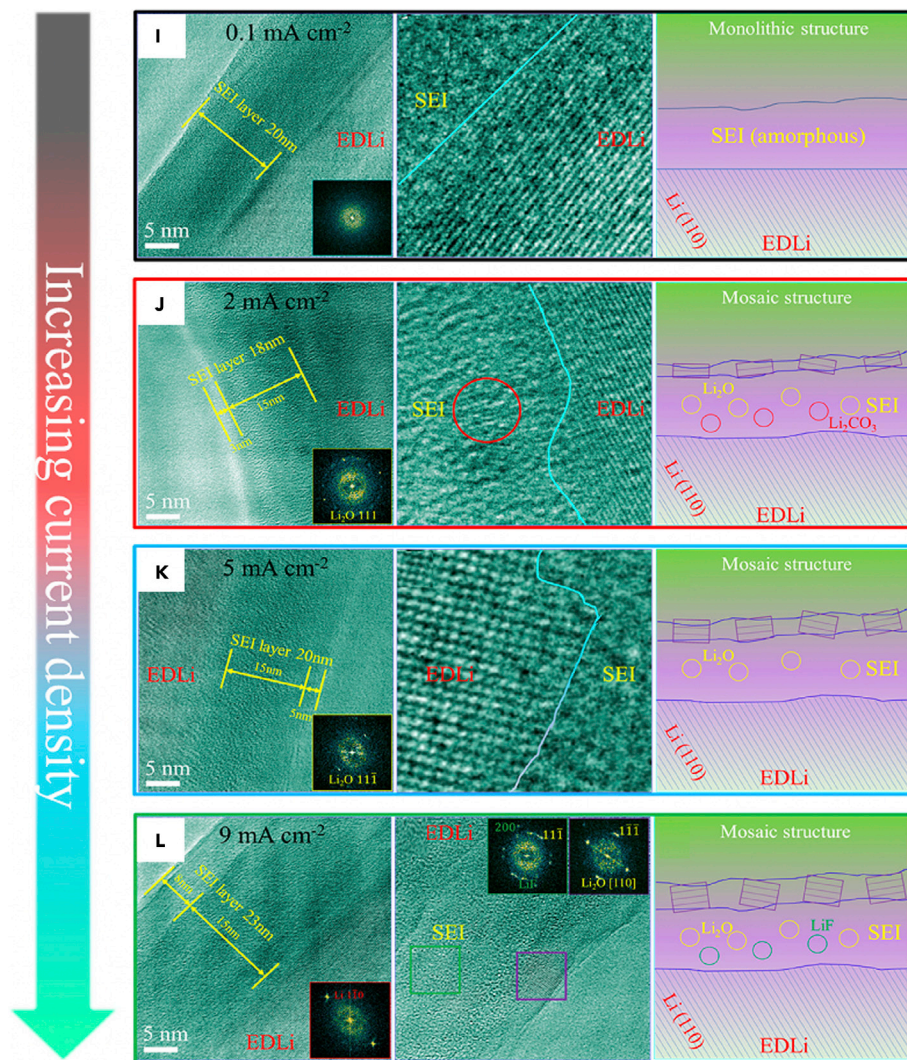 Increasing current density
I
0.1 mA cm⁻²
SEI layer 20nm
EDLi
5 nm
SEI
EDLi
Monolithic structure
SEI (amorphous)
Li (110)
EDLi
J
2 mA cm⁻²
SEI layer 18nm
15nm
EDLi
5 nm
Li₂O 111
SEI
EDLi
Mosaic structure
Li₂O
SEI
Li₂CO₃
Li (110)
EDLi
K
5 mA cm⁻²
SEI layer 20nm
15nm
5nm
EDLi
5 nm
Li₂O 111̄
EDLi
SEI
Mosaic structure
Li₂O
SEI
Li (110)
EDLi
L
9 mA cm⁻²
SEI layer 23nm
8nm
15nm
5 nm
EDLi
EDLi
200
111̄
LiF
1̄11̄
Li₂O [110]
SEI
Mosaic structure
Li₂O
LiF
SEI
Li (110)
EDLi